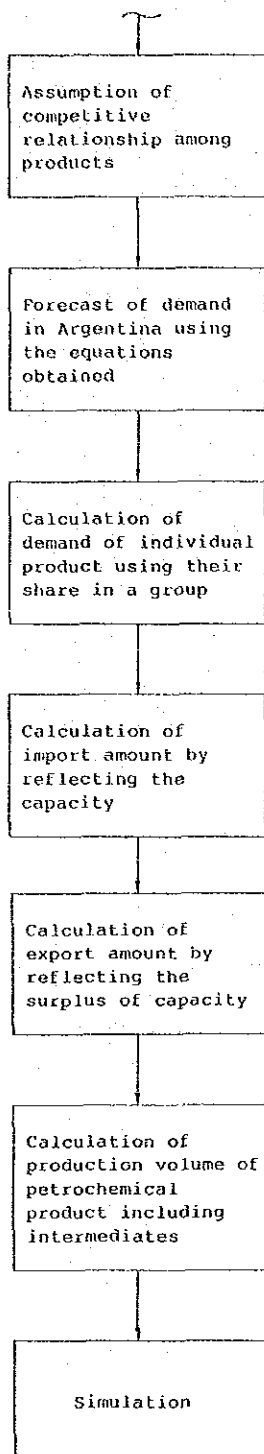 Assumption of
competitive
relationship among
products
Forecast of demand
in Argentina using
the equations
obtained
Calculation of
demand of individual
product using their
share in a group
Calculation of
import amount by
reflecting the
capacity
Calculation of
export amount by
reflecting the
surplus of capacity
Calculation of
production volume of
petrochemical
product including
intermediates
Simulation